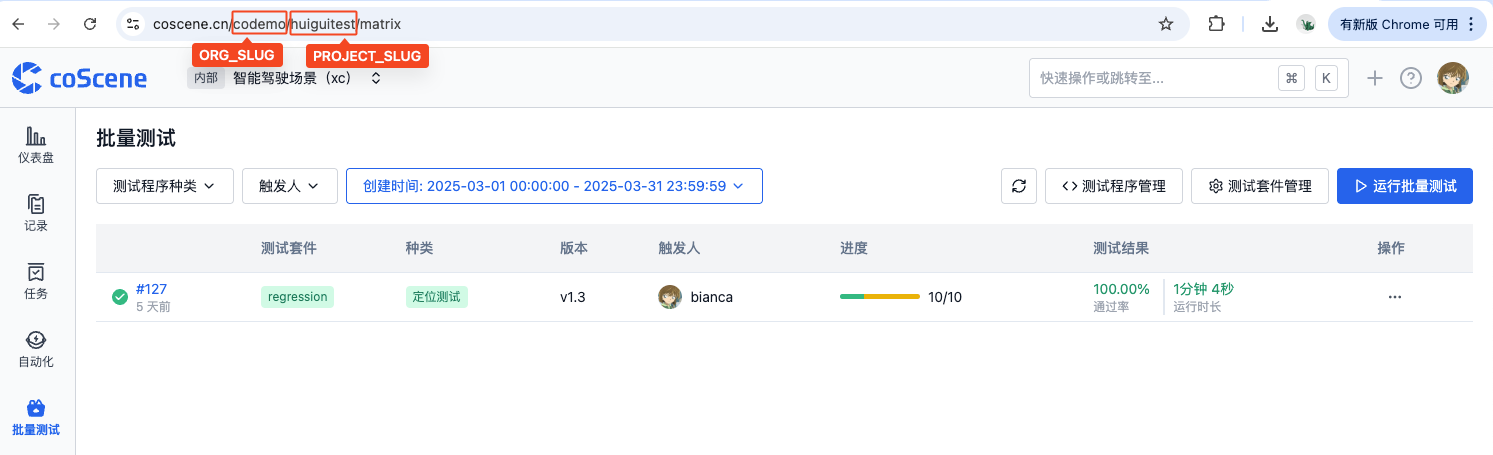 coscene.cn/codemo/huiguitest/matrix
有新版 Chrome 可用
ORG_SLUG
PROJECT_SLUG
coScene
内部
智能驾驶场景（xc）
快速操作或跳转至...
⌘
K
仪表盘
记录
任务
自动化
批量测试
批量测试
测试程序种类
触发人
创建时间: 2025-03-01 00:00:00 - 2025-03-31 23:59:59
测试程序管理
测试套件管理
运行批量测试
测试套件
种类
版本
触发人
进度
测试结果
操作
#127
5 天前
regression
定位测试
v1.3
bianca
10/10
100.00%
通过率
1分钟 4秒
运行时长